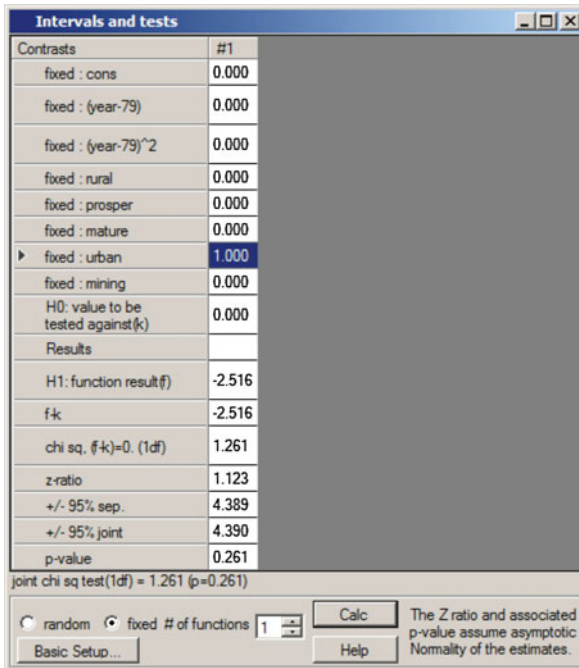 Intervals and tests
Contrasts #1
fixed : cons 0.000
fixed : (year-79) 0.000
fixed : (year-79)^2 0.000
fixed : rural 0.000
fixed : prosper 0.000
fixed : mature 0.000
fixed : urban 1.000
fixed : mining 0.000
H0: value to be
tested against(k) 0.000
Results
H1: function result(f) -2.516
f-k -2.516
chi sq, (f-k)=0. (1df) 1.261
z-ratio 1.123
+/- 95% sep. 4.389
+/- 95% joint 4.390
p-value 0.261
joint chi sq test(1df) = 1.261 (p=0.261)
random fixed # of functions 1 Calc
Basic Setup... Help
The Z ratio and associated
p-value assume asymptotic
Normality of the estimates.